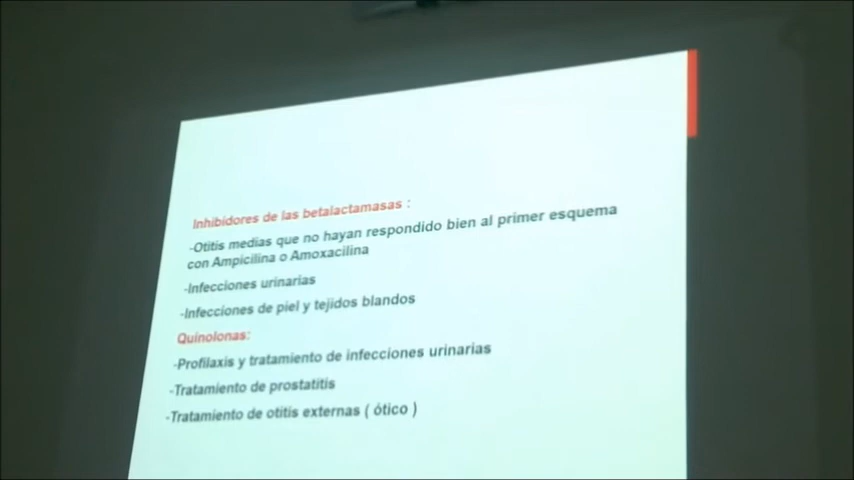 Inhibidores de las betalactamasas :
-Otitis medias que no hayan respondido bien al primer esquema
con Ampicilina o Amoxacilina
-Infecciones urinarias
-Infecciones de piel y tejidos blandos
Quinolonas:
-Profilaxis y tratamiento de infecciones urinarias
-Tratamiento de prostatitis
-Tratamiento de otitis externas ( ótico )